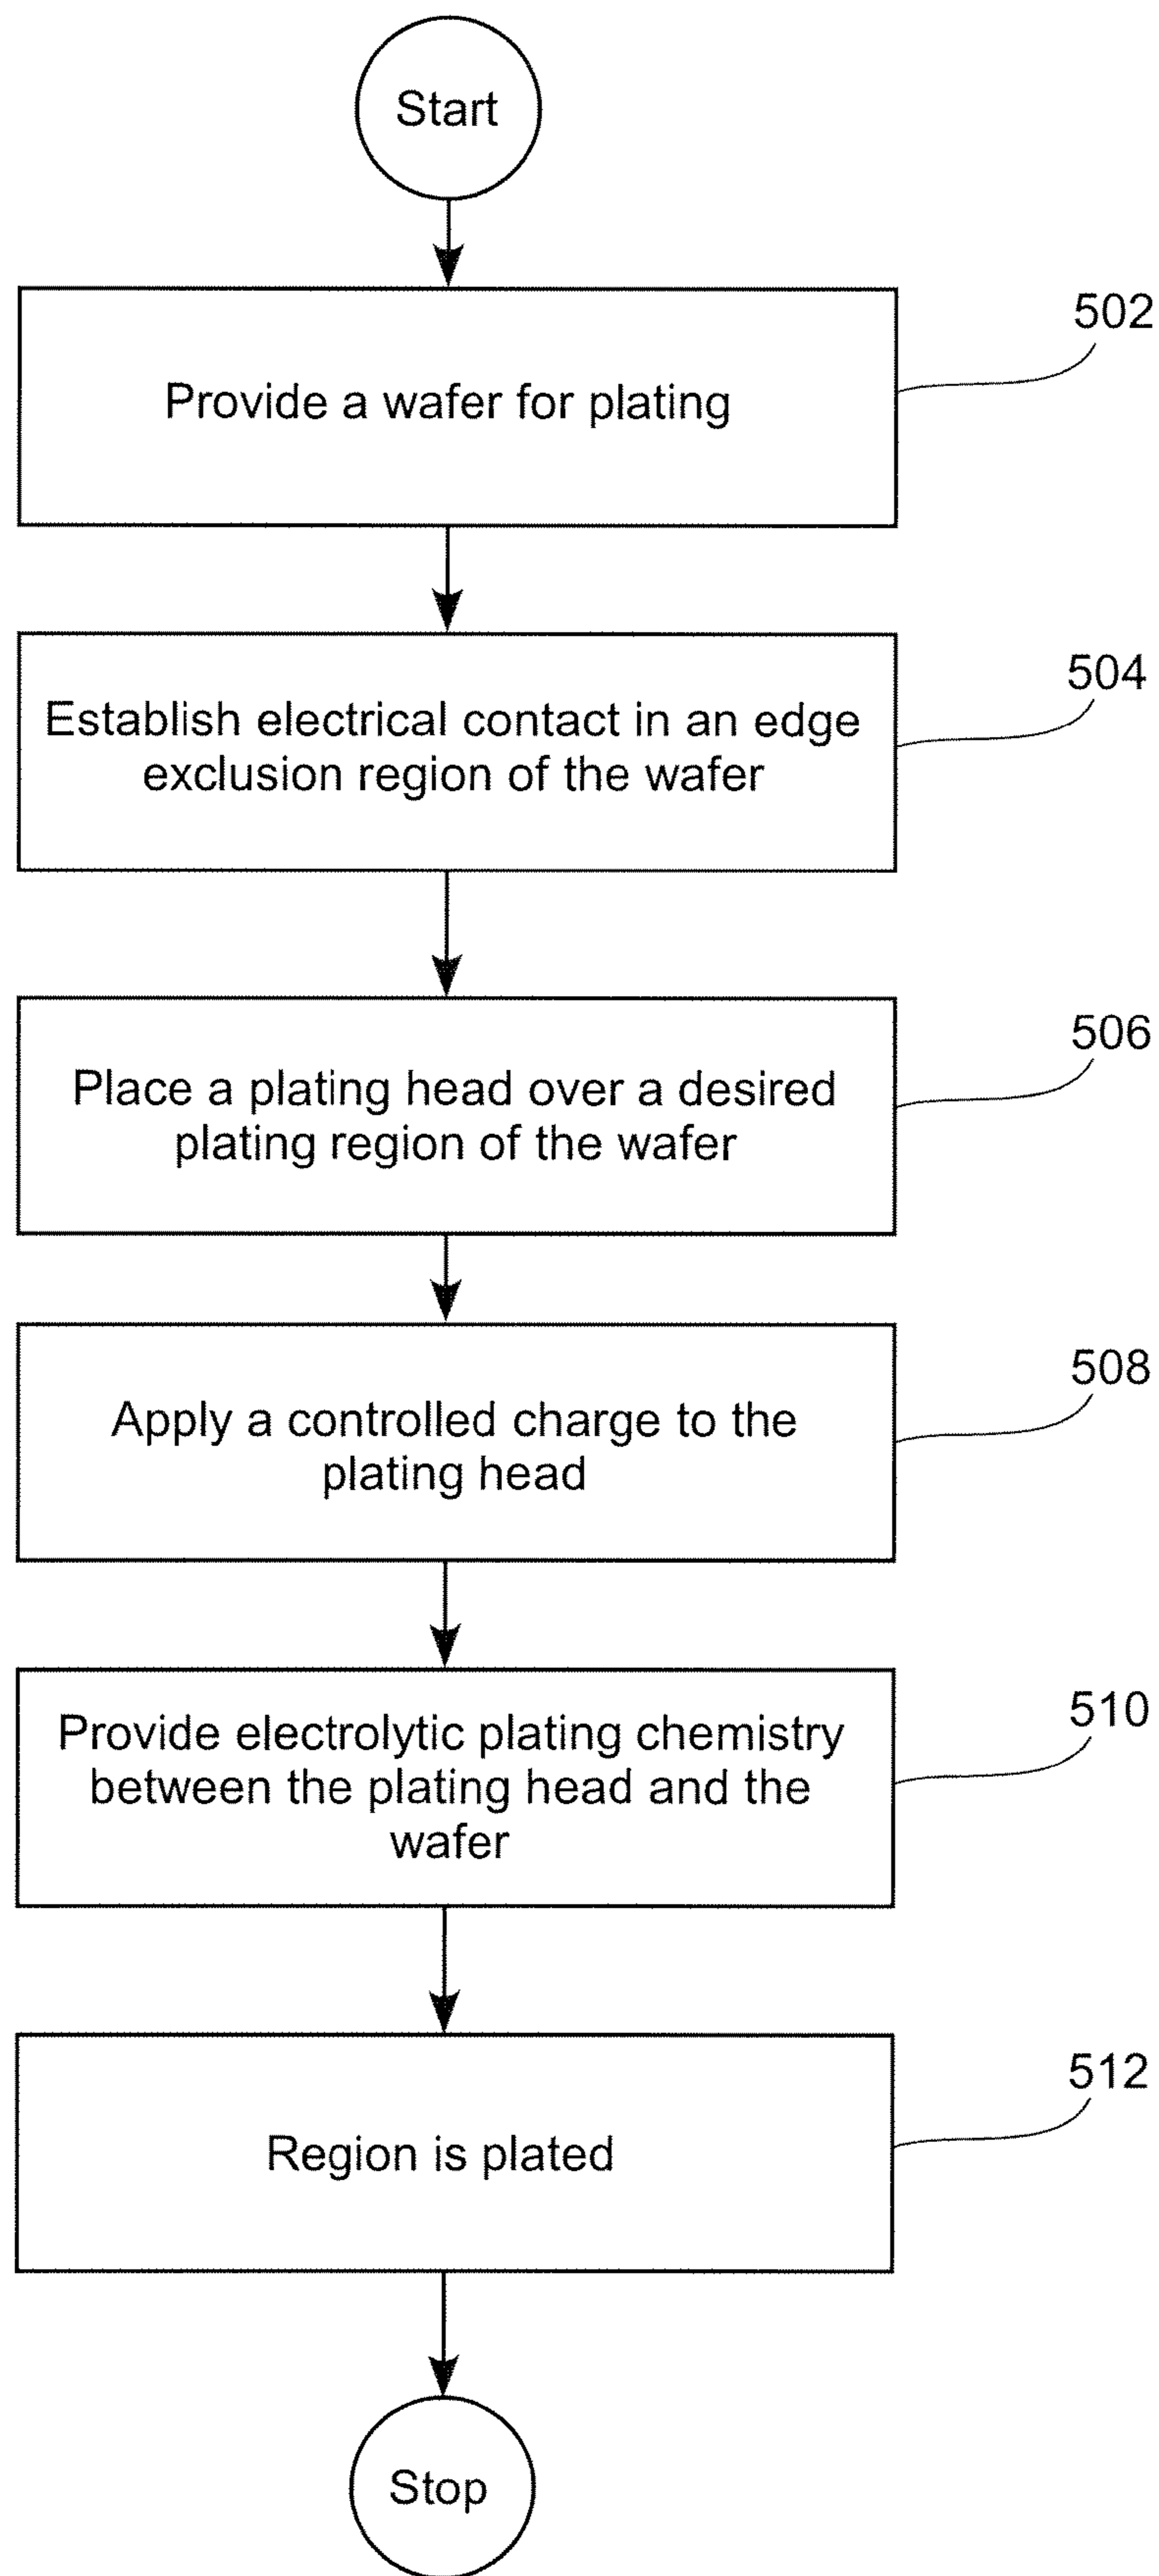 Start
Provide a wafer for plating
502
Establish electrical contact in an edge
exclusion region of the wafer
504
Place a plating head over a desired
plating region of the wafer
506
Apply a controlled charge to the
plating head
508
Provide electrolytic plating chemistry
between the plating head and the
wafer
510
Region is plated
512
Stop